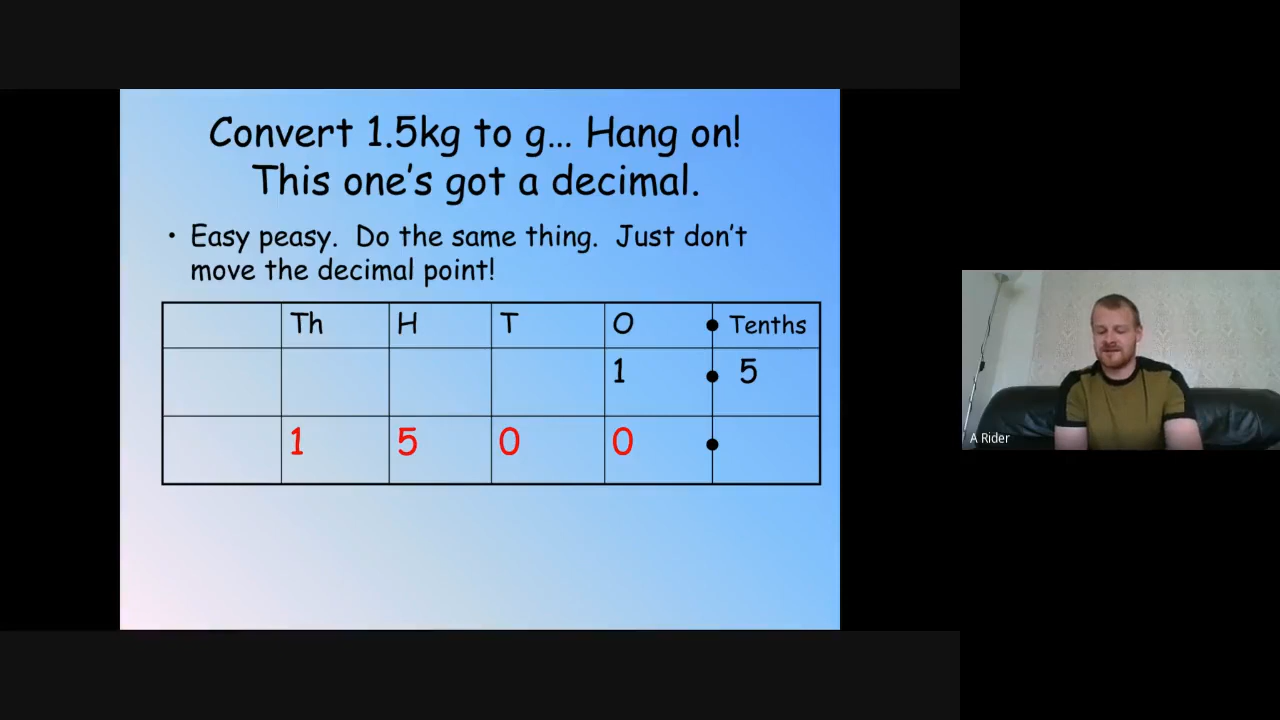 Convert 1.5kg to g... Hang on!
This one's got a decimal.
• Easy peasy. Do the same thing. Just don't
move the decimal point!
Th H T O • Tenths
1 • 5
1 5 0 0 •
A Rider